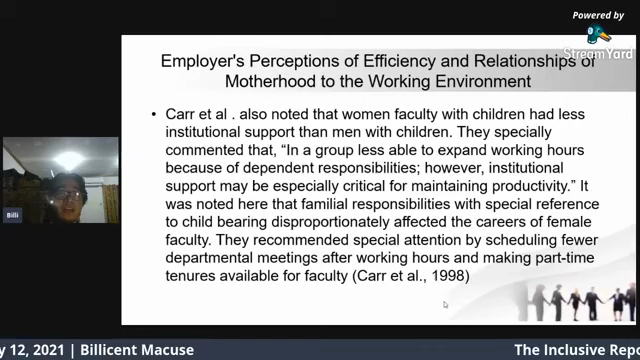 Powered by
StreamYard
Employer's Perceptions of Efficiency and Relationships of
Motherhood to the Working Environment
• Carr et al . also noted that women faculty with children had less
institutional support than men with children. They specially
commented that, “In a group less able to expand working hours
because of dependent responsibilities; however, institutional
support may be especially critical for maintaining productivity.” It
was noted here that familial responsibilities with special reference
to child bearing disproportionately affected the careers of female
faculty. They recommended special attention by scheduling fewer
departmental meetings after working hours and making part-time
tenures available for faculty (Carr et al., 1998)
Billi
y 12, 2021 | Billicent Macuse
The Inclusive Repo